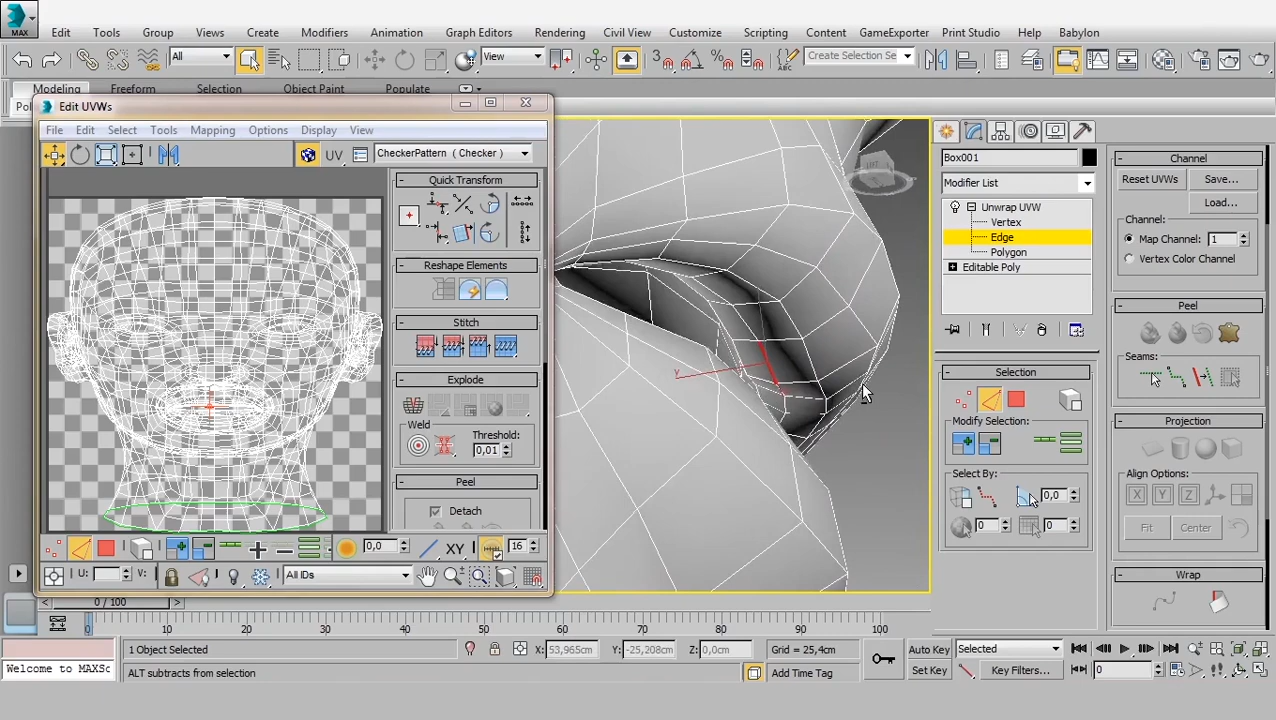 MAX
Edit Tools Group Views Create Modifiers Animation Graph Editors Civil View Rendering Customize Scripting Content GameExporter Print Studio Help Babylon
All View 3 Create Selection Se
Modeling Freeform Selection Object Paint Populate
Edit UVWs
File Edit Select Tools Mapping Options Display View
UV CheckerPattern ( Checker )
Quick Transform
Reshape Elements
Stitch
Explode
Weld Threshold:
0,01
Peel
Detach
0,0 XY 16
U: V: All IDs
y
Box001
Modifier List
Unwrap UVW
Vertex
Edge
Polygon
Editable Poly
Selection
Modify Selection:
Select By:
0,0
0 0
Channel
Reset UVWs Save...
Load...
Channel:
Map Channel: 1
Vertex Color Channel
Peel
Seams:
Projection
Align Options:
X Y Z
Fit Center
Wrap
0 / 100
0 10 20 30 40 50 60 70 80 90 100
1 Object Selected X: 53,965cm Y: -25,208cm Z: 0,0cm Grid = 25,4cm Auto Key Selected
Welcome to MAXSc ALT subtracts from selection Add Time Tag Set Key Key Filters... 0